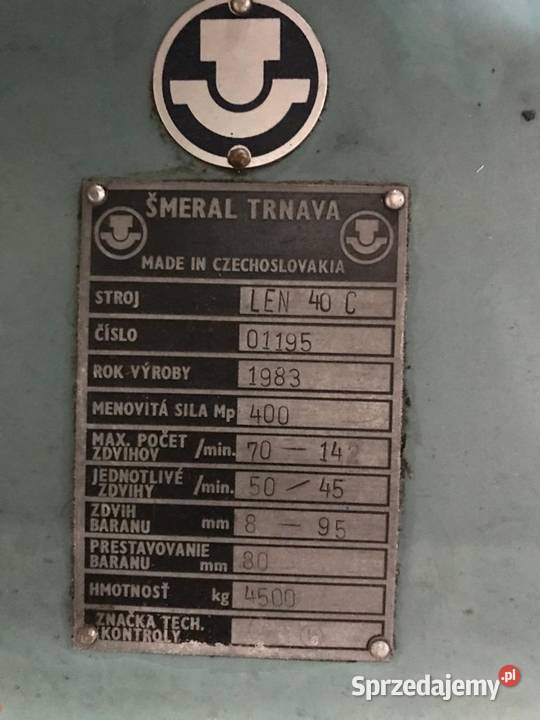 ŠMERAL TRNAVA
MADE IN CZECHOSLOVAKIA
STROJ LEN 40 C
ČÍSLO 01195
ROK VÝROBY 1983
MENOVITÁ SILA Mp 400
MAX. POČET
ZDVIHOV /min. 70 — 142
JEDNOTLIVÉ
ZDVIHY /min. 50 / 45
ZDVIH
BARANU mm 8 — 95
PRESTAVOVANIE
BARANU mm 80
HMOTNOSŤ kg 4500
ZNAČKA TECH.
KONTROLY
Sprzedajemy.pl